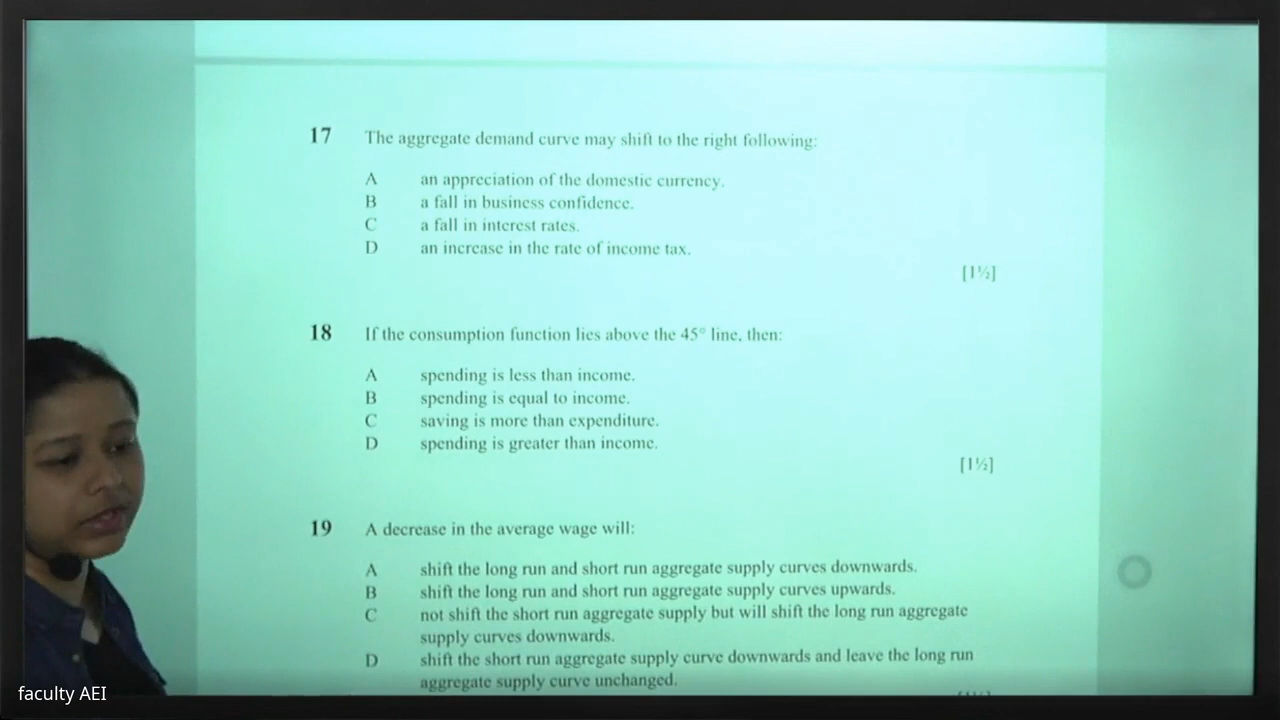 17 The aggregate demand curve may shift to the right following:
A an appreciation of the domestic currency.
B a fall in business confidence.
C a fall in interest rates.
D an increase in the rate of income tax.
[1½]
18 If the consumption function lies above the 45° line, then:
A spending is less than income.
B spending is equal to income.
C saving is more than expenditure.
D spending is greater than income.
[1½]
19 A decrease in the average wage will:
A shift the long run and short run aggregate supply curves downwards.
B shift the long run and short run aggregate supply curves upwards.
C not shift the short run aggregate supply but will shift the long run aggregate
supply curves downwards.
D shift the short run aggregate supply curve downwards and leave the long run
aggregate supply curve unchanged.
faculty AEI